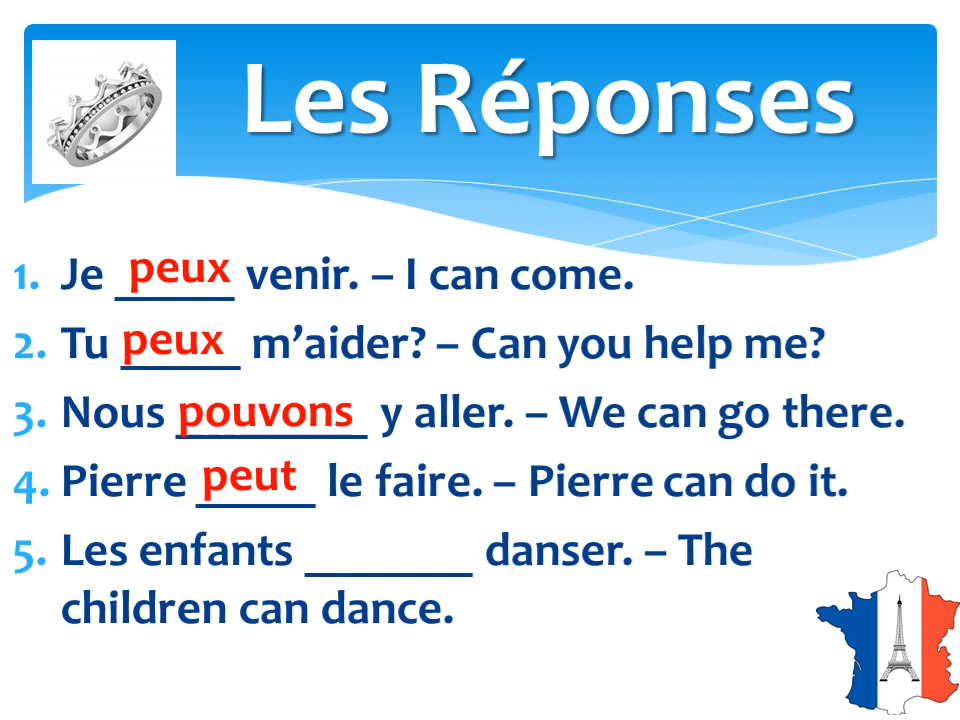 Les Réponses
1. Je peux venir. – I can come.
2. Tu peux m’aider? – Can you help me?
3. Nous pouvons y aller. – We can go there.
4. Pierre peut le faire. – Pierre can do it.
5. Les enfants _______ danser. – The
children can dance.